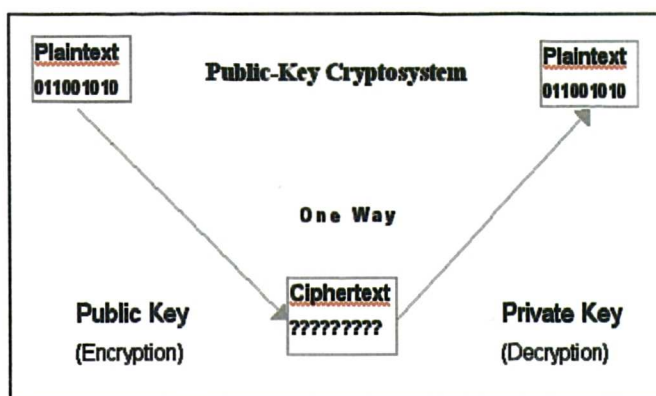 Plaintext
011001010
Public-Key Cryptosystem
Plaintext
011001010
One Way
Ciphertext
?????????
Public Key
(Encryption)
Private Key
(Decryption)